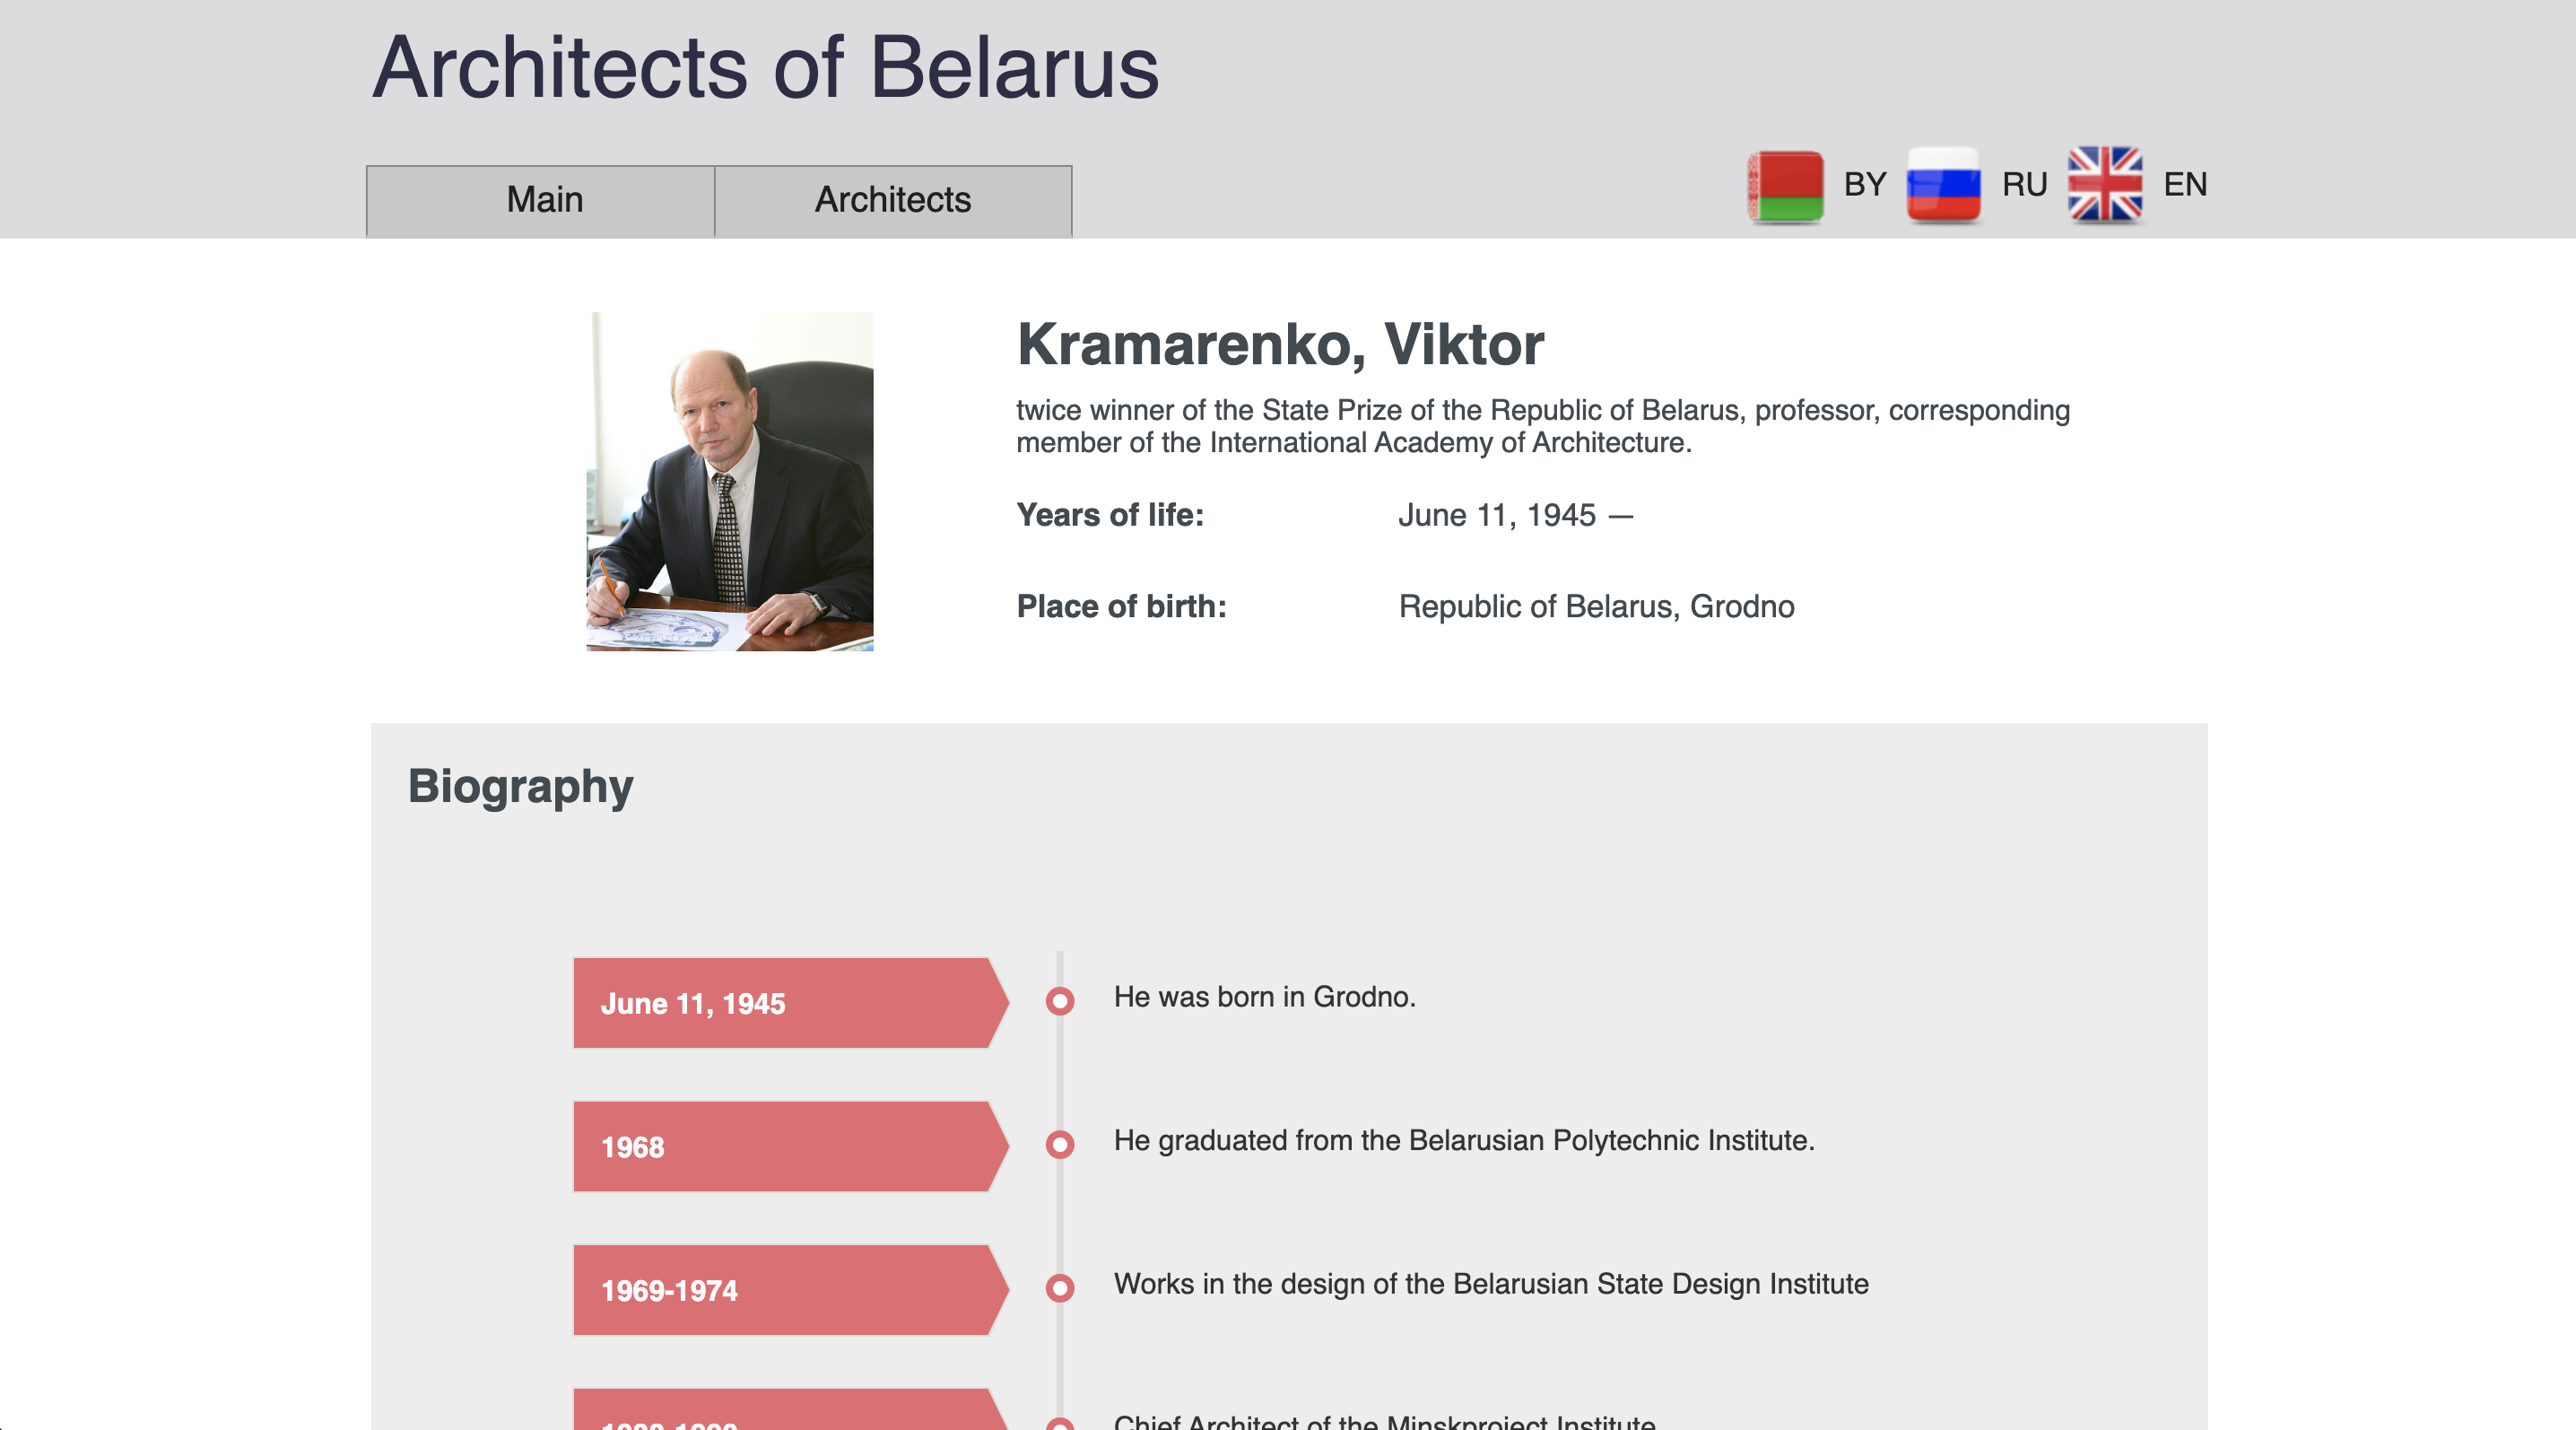 Architects of Belarus
Main
Architects
BY
RU
EN
Kramarenko, Viktor
twice winner of the State Prize of the Republic of Belarus, professor, corresponding
member of the International Academy of Architecture.
Years of life:
June 11, 1945 —
Place of birth:
Republic of Belarus, Grodno
Biography
June 11, 1945
He was born in Grodno.
1968
He graduated from the Belarusian Polytechnic Institute.
1969-1974
Works in the design of the Belarusian State Design Institute
Chief Architect of the Minskproject Institute